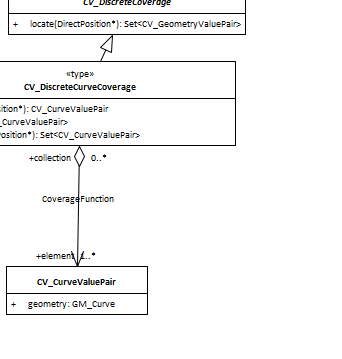 CV_DiscreteCoverage
+ locate(DirectPosition*): Set<CV_GeometryValuePair>
«type»
CV_DiscreteCurveCoverage
ition*): CV_CurveValuePair
_CurveValuePair>
osition*): Set<CV_CurveValuePair>
+collection 0..*
CoverageFunction
+element 1..*
CV_CurveValuePair
+ geometry: GM_Curve